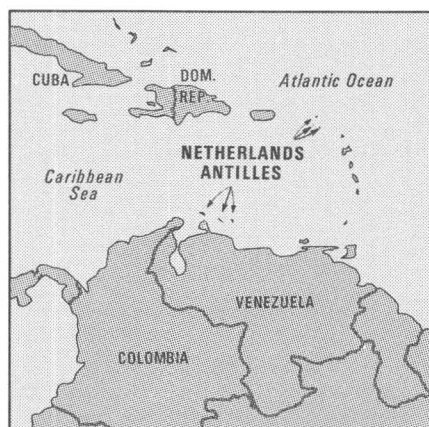 CUBA
DOM.
REP.
Atlantic Ocean
NETHERLANDS
ANTILLES
Caribbean
Sea
VENEZUELA
COLOMBIA